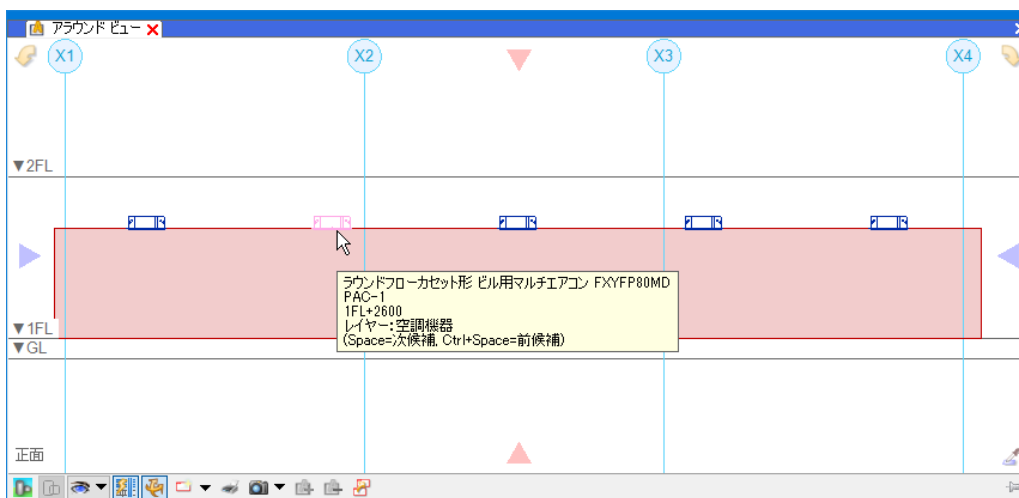 アラウンド ビュー
X1 X2 X3 X4
▼2FL
ラウンドフローカセット形 ビル用マルチエアコン FXYFP80MD
PAC-1
1FL+2600
レイヤー:空調機器
(Space=次候補, Ctrl+Space=前候補)
▼1FL
▼GL
正面